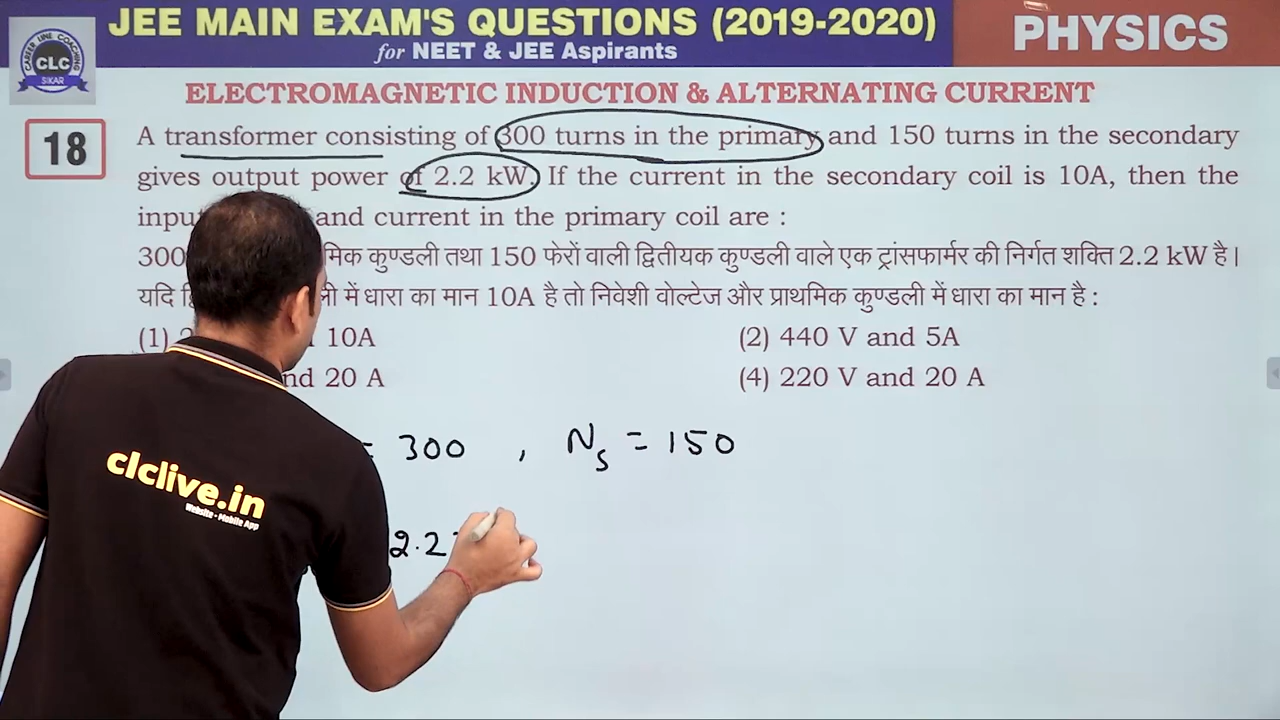 JEE MAIN EXAM'S QUESTIONS (2019-2020)
for NEET & JEE Aspirants
PHYSICS
CLC
SIKAR
ELECTROMAGNETIC INDUCTION & ALTERNATING CURRENT
18
A transformer consisting of 300 turns in the primary and 150 turns in the secondary
gives output power of 2.2 kW. If the current in the secondary coil is 10A, then the
and current in the primary coil are :
300 कुण्डली तथा 150 फेरों वाली द्वितीयक कुण्डली वाले एक ट्रांसफार्मर की निर्गत शक्ति 2.2 kW है।
यदि में धारा का मान 10A है तो निवेशी वोल्टेज और प्राथमिक कुण्डली में धारा का मान है :
(1) 10A
(2) 440 V and 5A
20 A
(4) 220 V and 20 A
= 300 , Ns = 150
2.2
clclive.in
Website - Mobile App